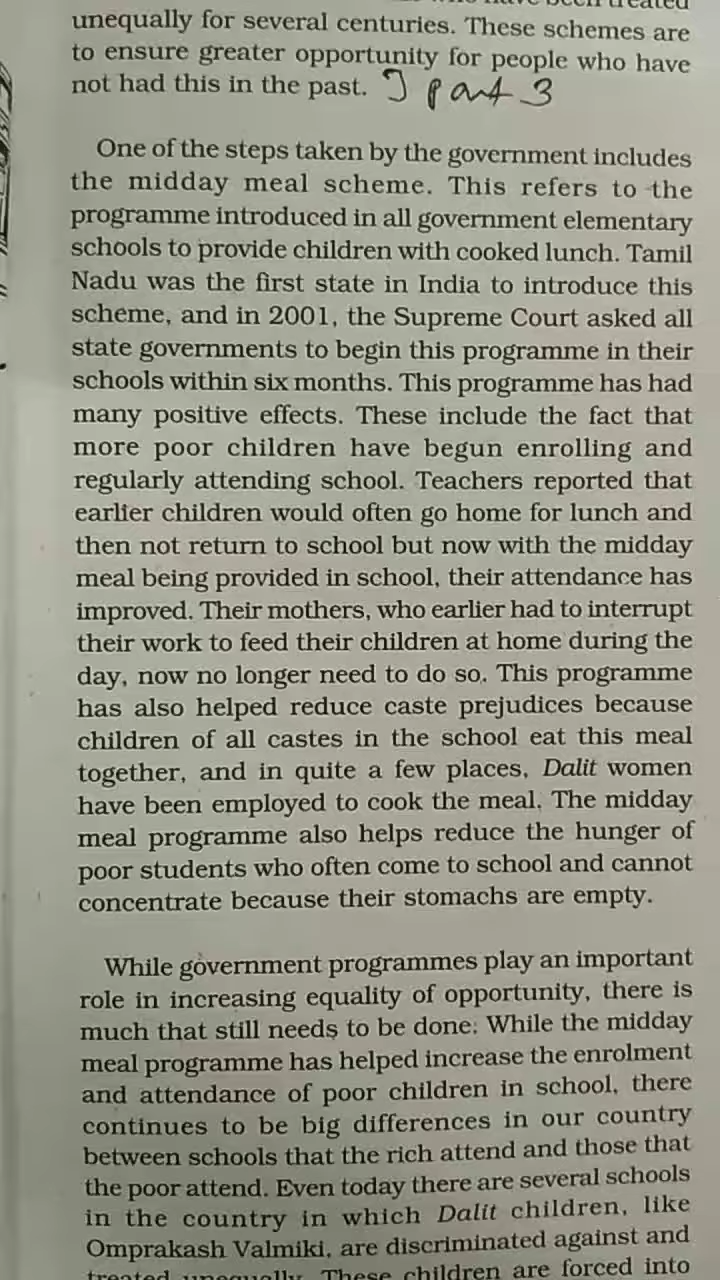 treated
unequally for several centuries. These schemes are
to ensure greater opportunity for people who have
not had this in the past. part 3
One of the steps taken by the government includes
the midday meal scheme. This refers to the
programme introduced in all government elementary
schools to provide children with cooked lunch. Tamil
Nadu was the first state in India to introduce this
scheme, and in 2001, the Supreme Court asked all
state governments to begin this programme in their
schools within six months. This programme has had
many positive effects. These include the fact that
more poor children have begun enrolling and
regularly attending school. Teachers reported that
earlier children would often go home for lunch and
then not return to school but now with the midday
meal being provided in school, their attendance has
improved. Their mothers, who earlier had to interrupt
their work to feed their children at home during the
day, now no longer need to do so. This programme
has also helped reduce caste prejudices because
children of all castes in the school eat this meal
together, and in quite a few places, Dalit women
have been employed to cook the meal. The midday
meal programme also helps reduce the hunger of
poor students who often come to school and cannot
concentrate because their stomachs are empty.
While government programmes play an important
role in increasing equality of opportunity, there is
much that still needs to be done. While the midday
meal programme has helped increase the enrolment
and attendance of poor children in school, there
continues to be big differences in our country
between schools that the rich attend and those that
the poor attend. Even today there are several schools
in the country in which Dalit children, like
Omprakash Valmiki, are discriminated against and
treated unequally. These children are forced into